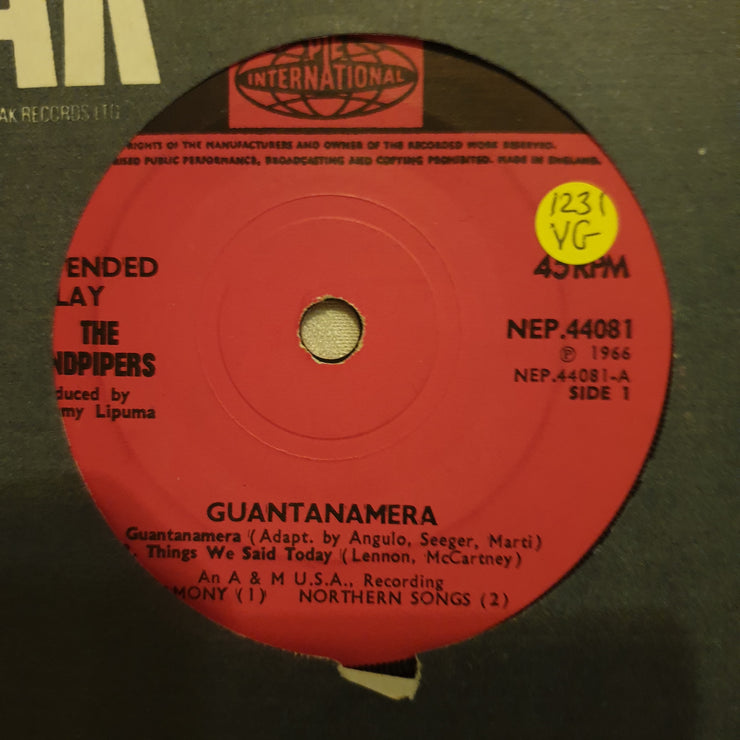 AK
AK RECORDS LTD
PYE
INTERNATIONAL
RIGHTS OF THE MANUFACTURERS AND OWNER OF THE RECORDED WORK RESERVED.
RISED PUBLIC PERFORMANCE, BROADCASTING AND COPYING PROHIBITED. MADE IN ENGLAND.
1231
VG
TENDED
LAY
45 RPM
THE
NDPIPERS
duced by
my Lipuma
NEP.44081
℗ 1966
NEP.44081-A
SIDE 1
GUANTANAMERA
Guantanamera (Adapt. by Angulo, Seeger, Marti)
. Things We Said Today (Lennon, McCartney)
An A & M U.S.A., Recording
MONY (1) NORTHERN SONGS (2)